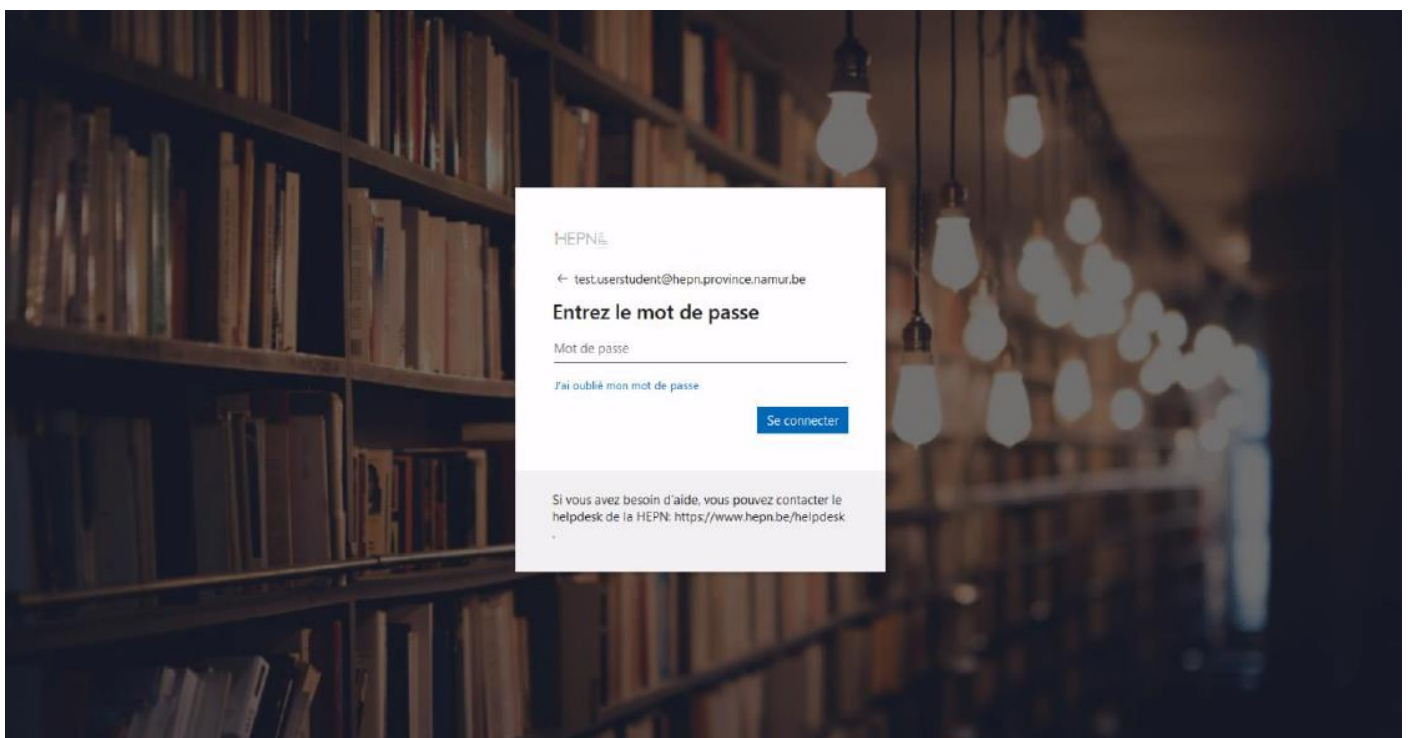 HEPN
← test.userstudent@hepn.province.namur.be
Entrez le mot de passe
Mot de passe
J'ai oublié mon mot de passe
Se connecter
Si vous avez besoin d'aide, vous pouvez contacter le
helpdesk de la HEPN: https://www.hepn.be/helpdesk
.